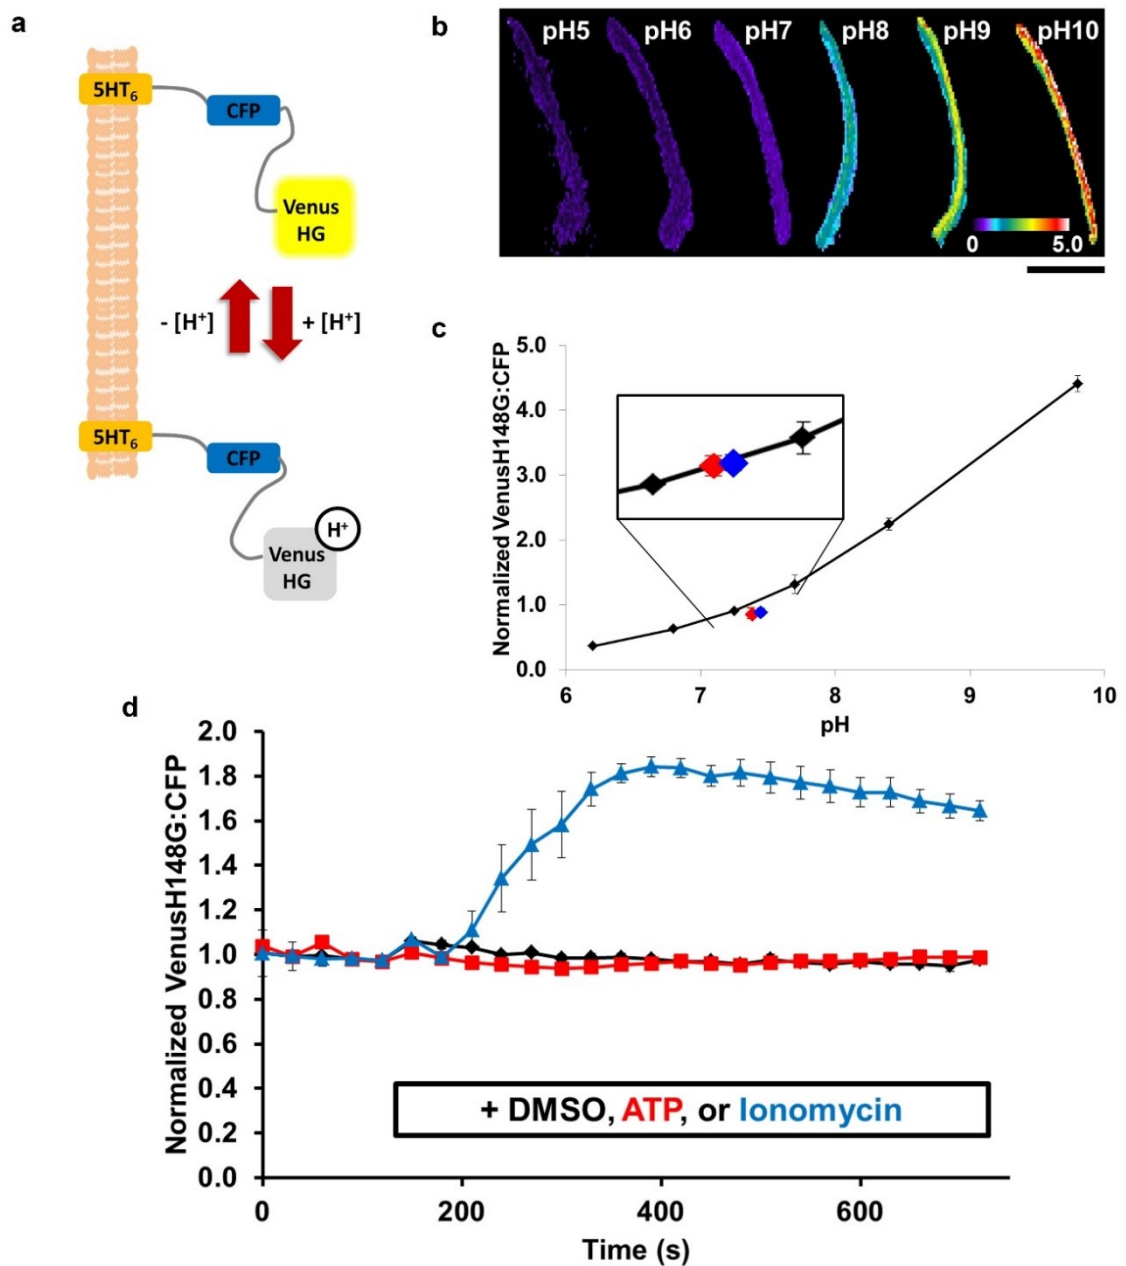 a
5HT6
CFP
Venus
HG
- [H+]
+ [H+]
5HT6
CFP
H+
Venus
HG
b
pH5 pH6 pH7 pH8 pH9 pH10
0 5.0
c
Normalized VenusH148G:CFP
5.0
4.0
3.0
2.0
1.0
0.0
6 7 8 9 10
pH
d
Normalized VenusH148G:CFP
2.0
1.8
1.6
1.4
1.2
1.0
0.8
0.6
0.4
0.2
0.0
+ DMSO, ATP, or Ionomycin
0 200 400 600
Time (s)